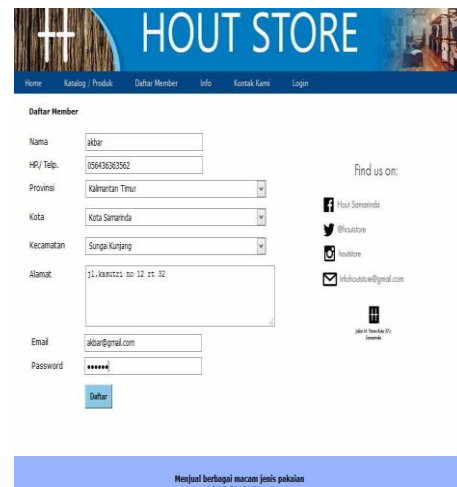 HOUT STORE
Home Katalog / Produk Daftar Member Info Kontak Kami Login
Daftar Member
Nama akbar
HP./ Telp. 056436363562
Provinsi Kalimantan Timur
Kota Kota Samarinda
Kecamatan Sungai Kunjang
Alamat jl.kasutri no 12 rt 32
Email akbar@gmail.com
Password ••••••
Daftar
Find us on:
Hout Samarinda
@houtstore
houtstore
infohoutstore@gmail.com
Samarinda
Menjual berbagai macam jenis pakaian